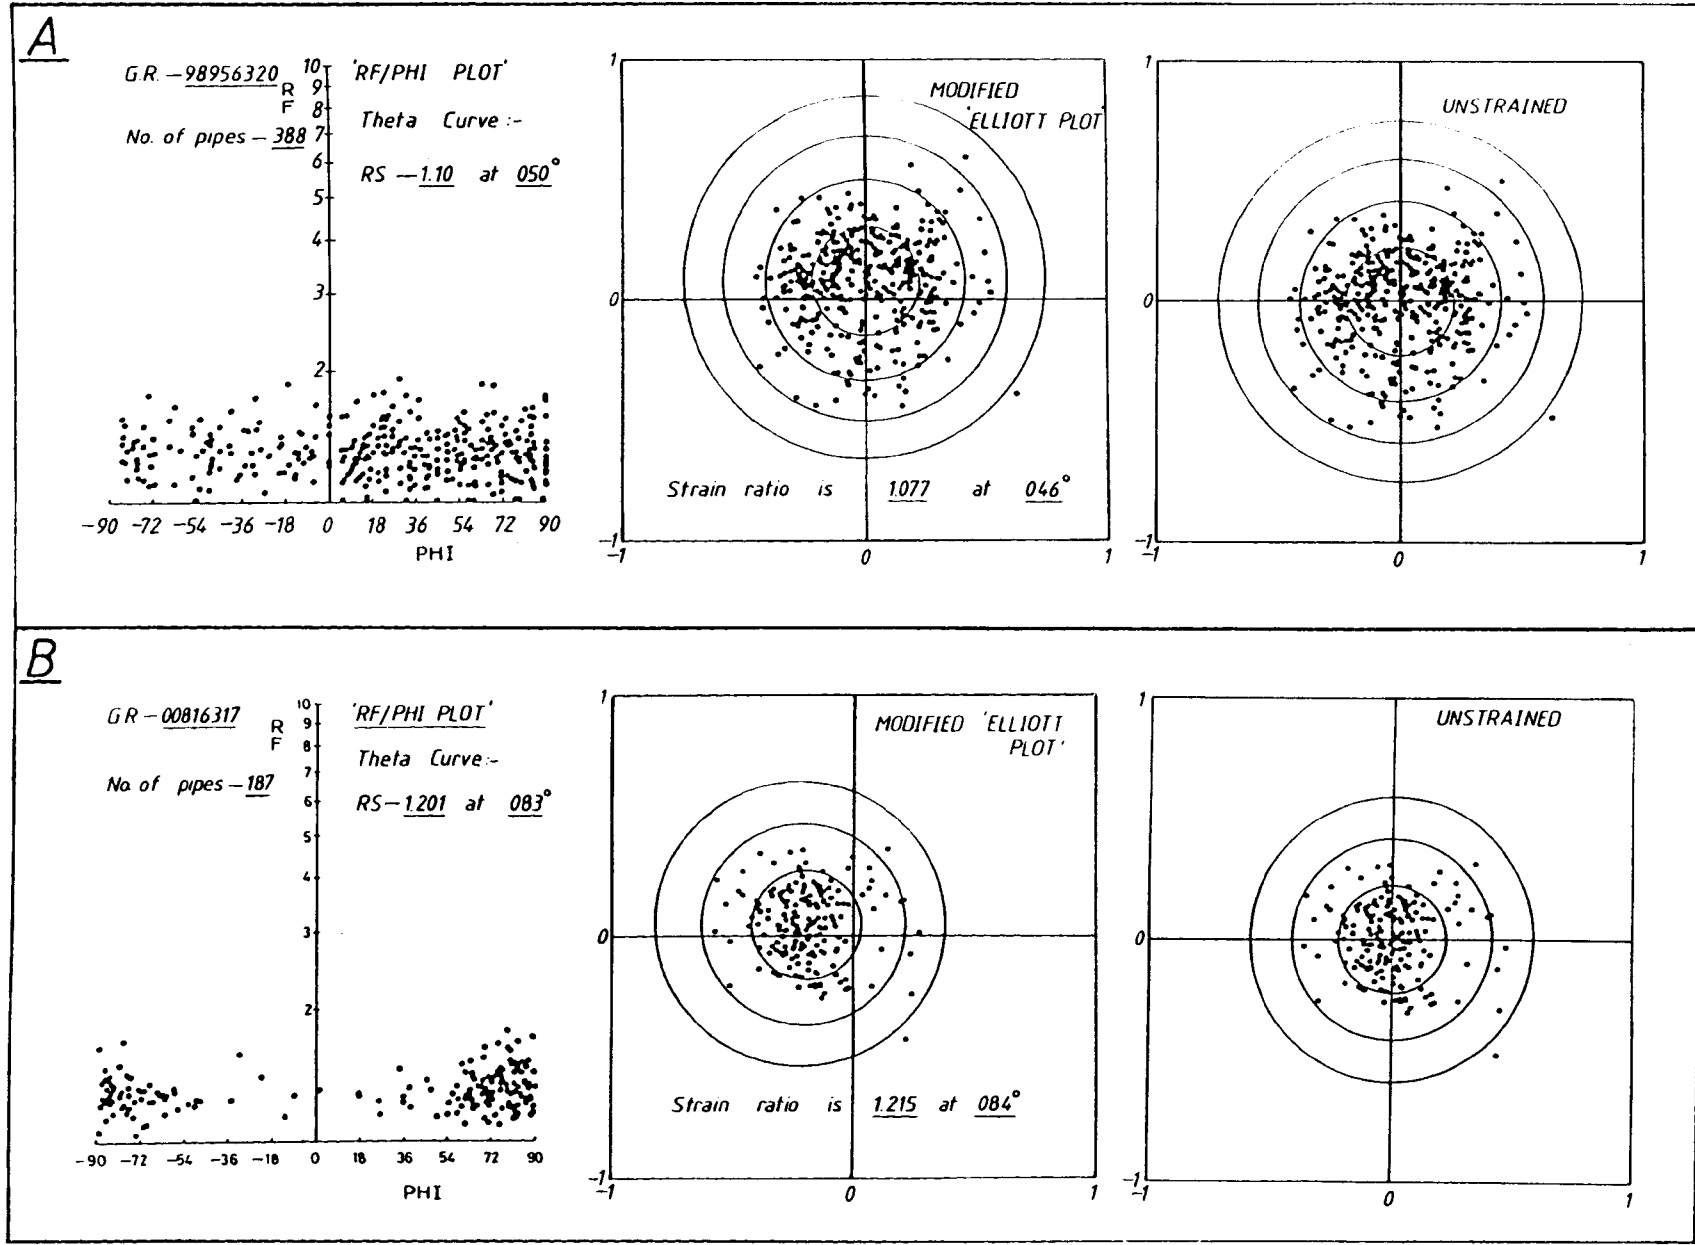 A
G.R. – 98956320
No. of pipes – 388
R
F
10
9
8
7
6
5
4
3
2
'RF/PHI PLOT'
Theta Curve :-
RS – 1.10 at 050°
-90 -72 -54 -36 -18 0 18 36 54 72 90
PHI
1
0
-1
MODIFIED
'ELLIOTT PLOT'
Strain ratio is 1.077 at 046°
-1 0 1
1
0
-1
UNSTRAINED
-1 0 1
B
G R – 00816317
No. of pipes – 187
R
F
10
9
8
7
6
5
4
3
2
'RF/PHI PLOT'
Theta Curve :-
RS – 1.201 at 083°
-90 -72 -54 -36 -18 0 18 36 54 72 90
PHI
1
0
-1
MODIFIED 'ELLIOTT
PLOT'
Strain ratio is 1.215 at 084°
-1 0 1
1
0
-1
UNSTRAINED
-1 0 1